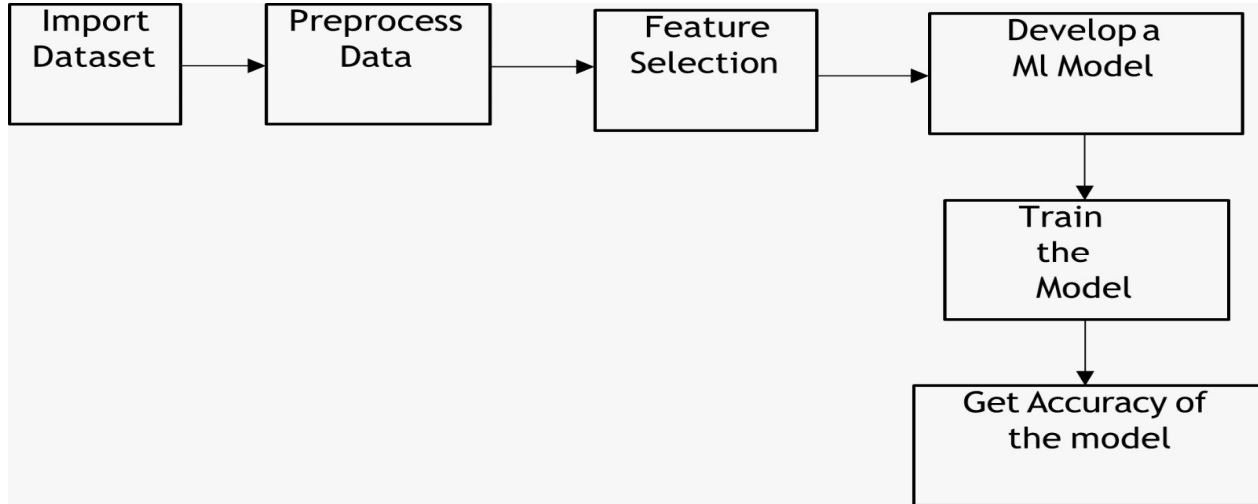 Import
Dataset
Preprocess
Data
Feature
Selection
Develop a
Ml Model
Train
the
Model
Get Accuracy of
the model